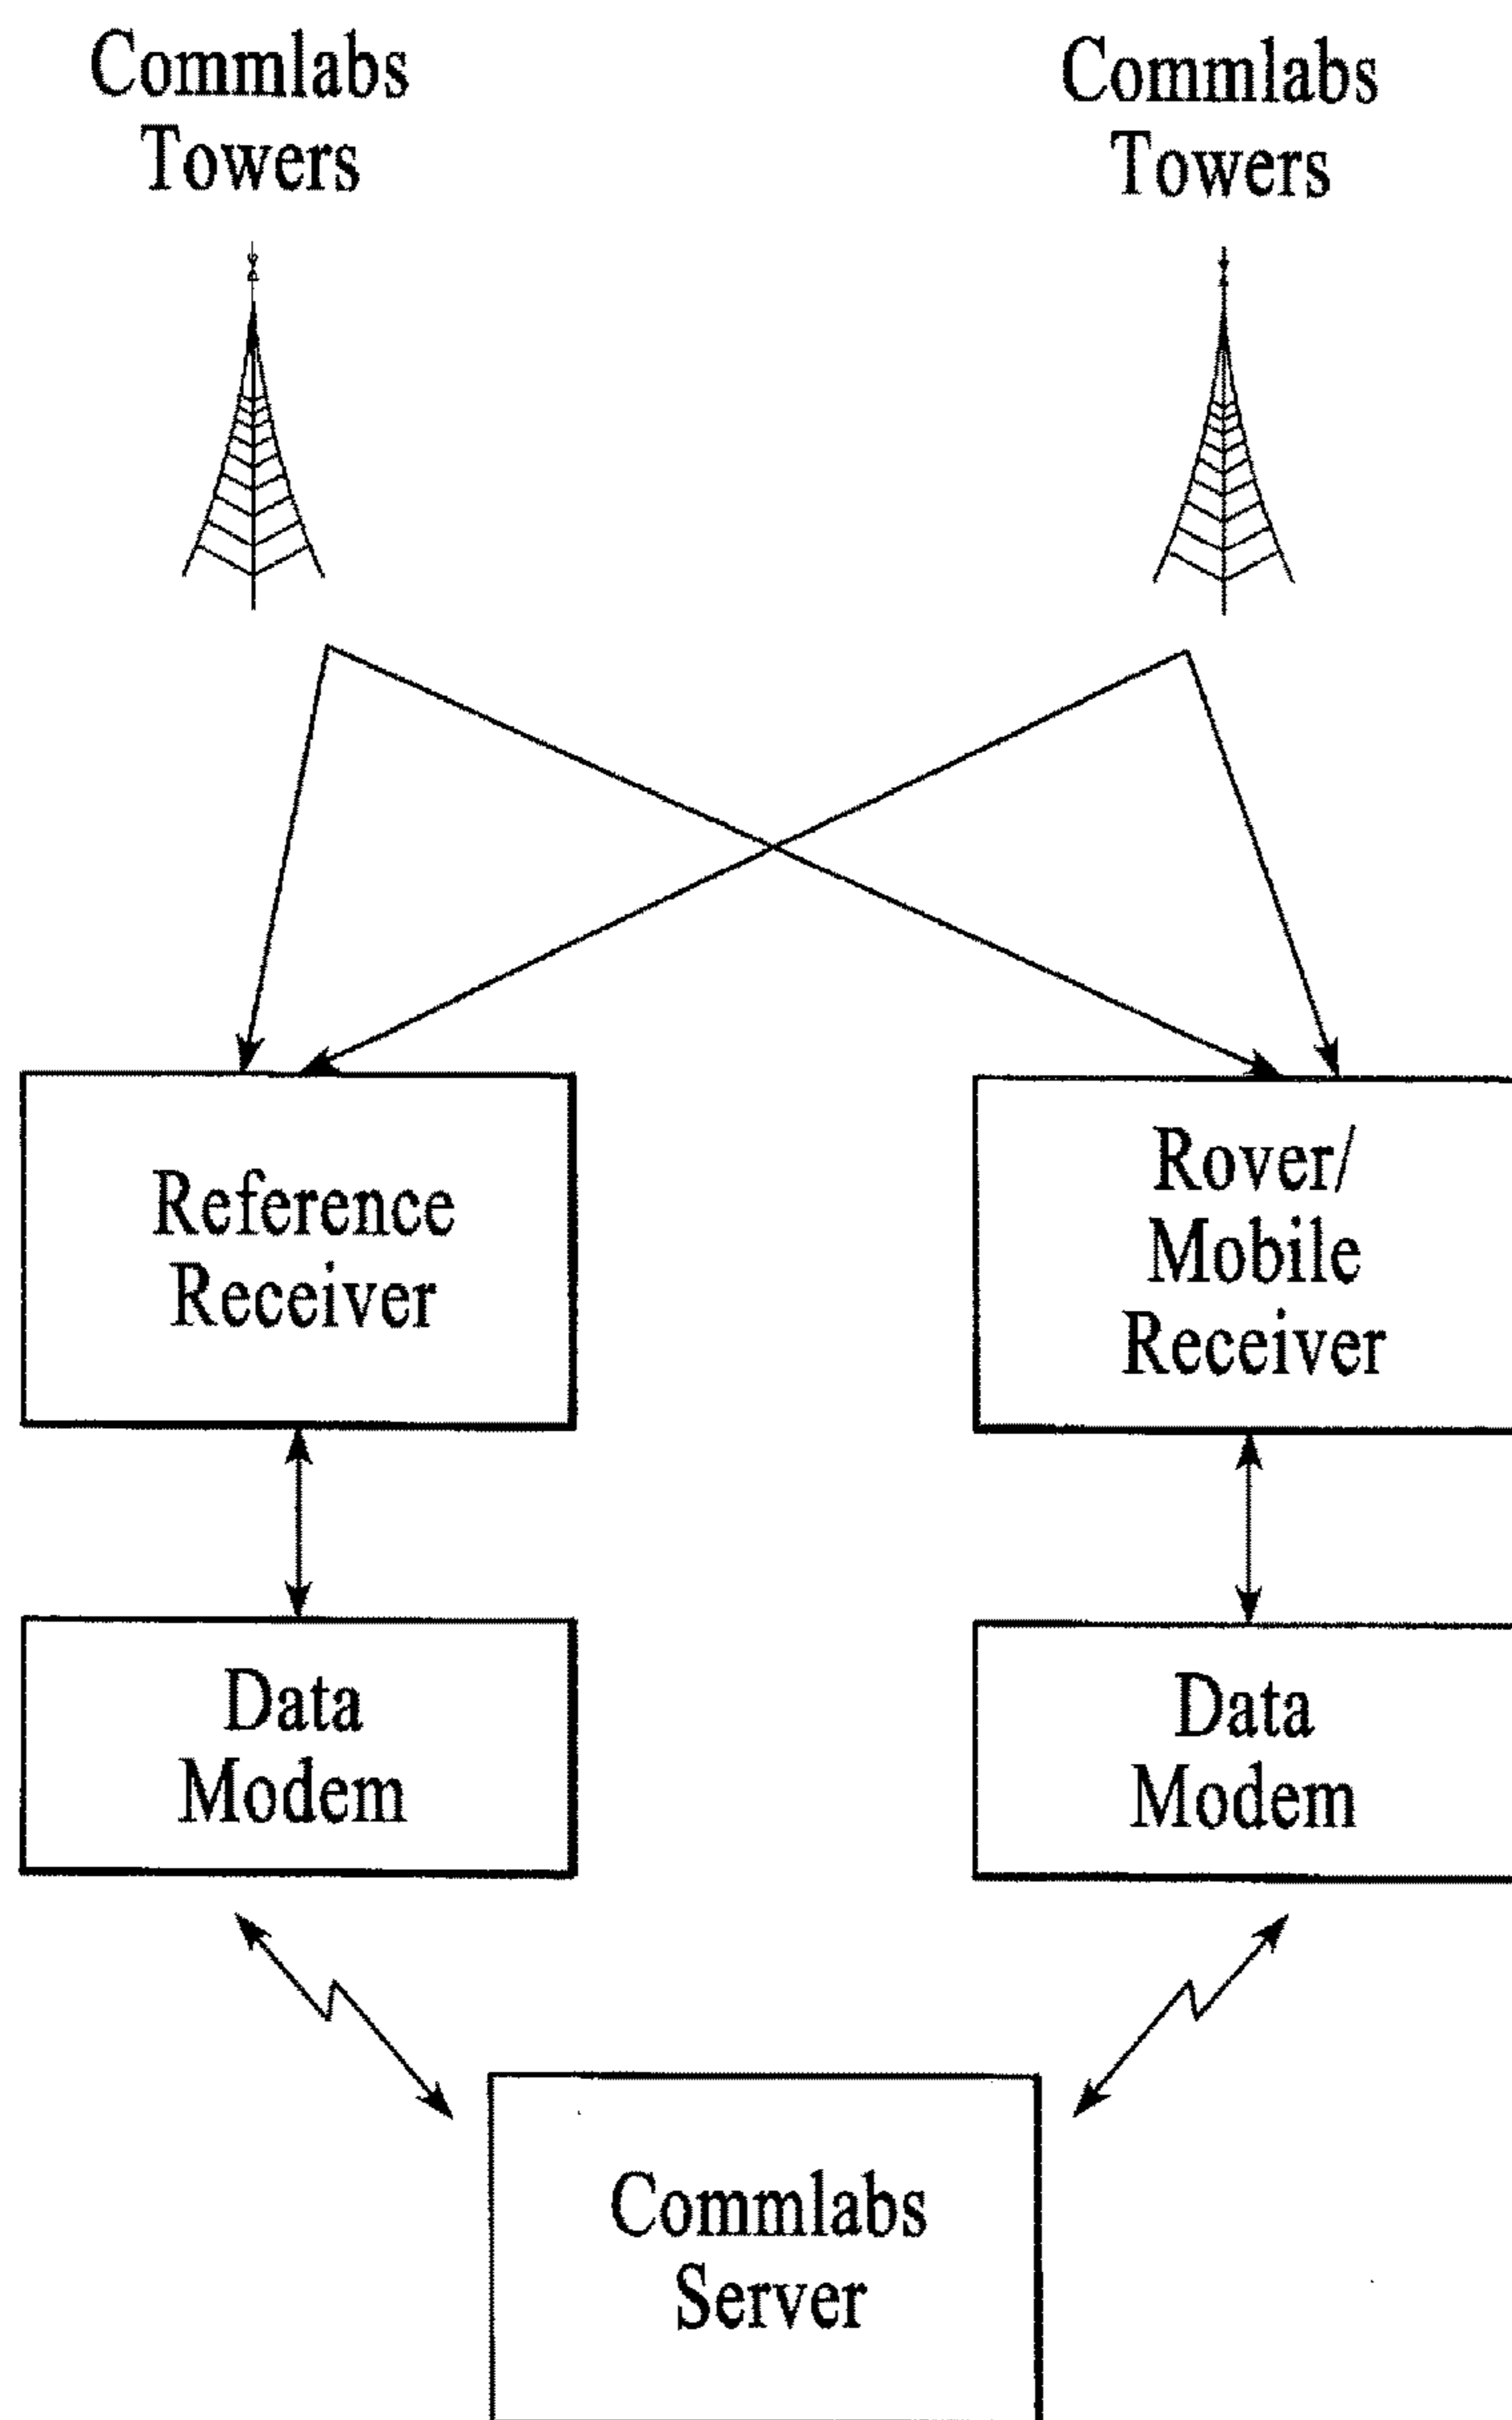 Commlabs
Towers
Commlabs
Towers
Reference
Receiver
Rover/
Mobile
Receiver
Data
Modem
Data
Modem
Commlabs
Server